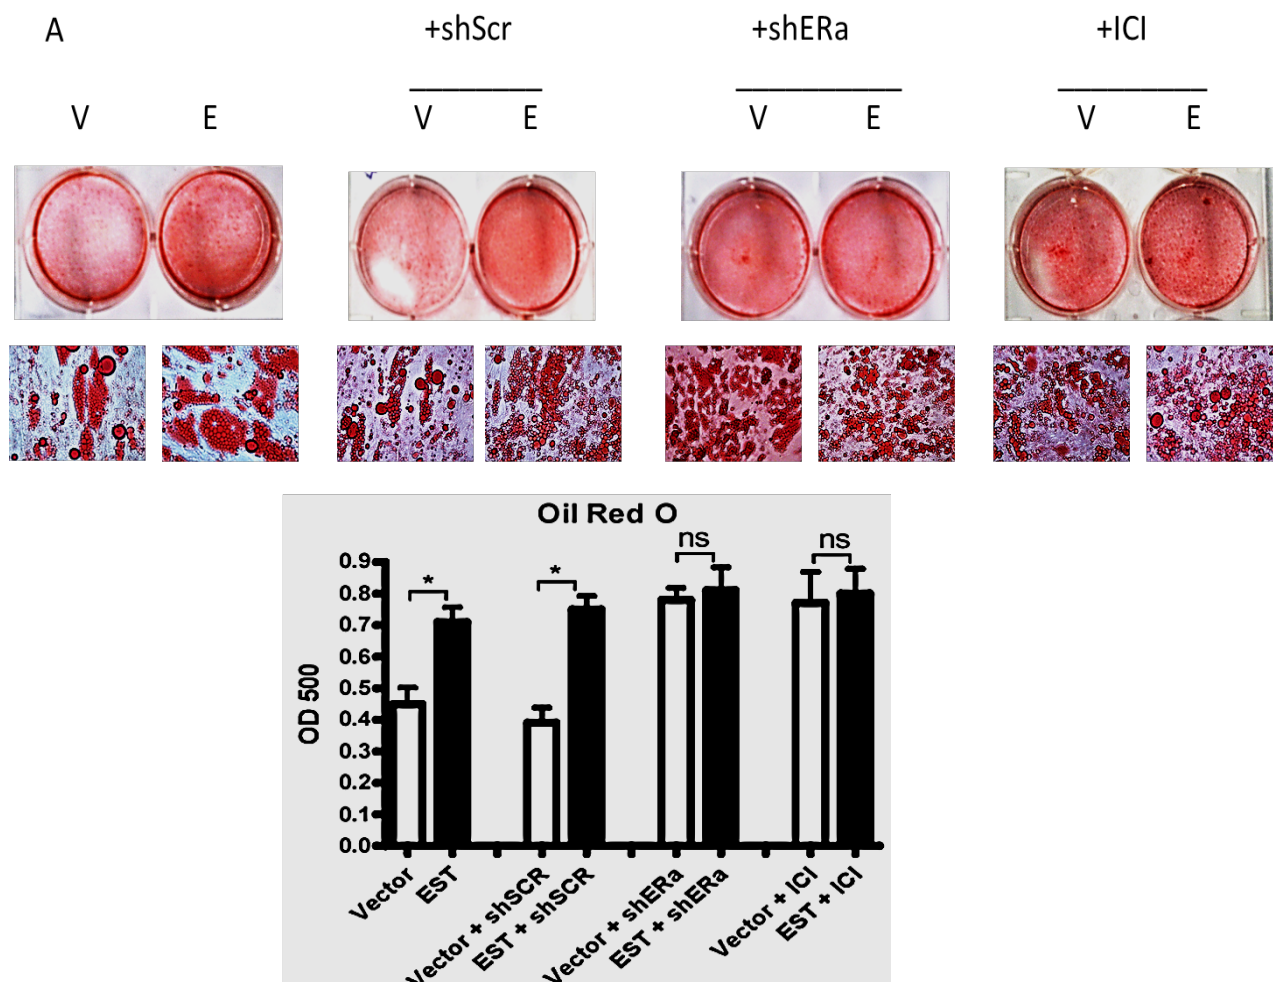 A
+shScr
+shERa
+ICI
V E
V E
V E
V E
Oil Red O
OD 500
0.9
0.8
0.7
0.6
0.5
0.4
0.3
0.2
0.1
0.0
*
*
ns
ns
Vector
EST
Vector + shSCR
EST + shSCR
Vector + shERa
EST + shERa
Vector + ICI
EST + ICI